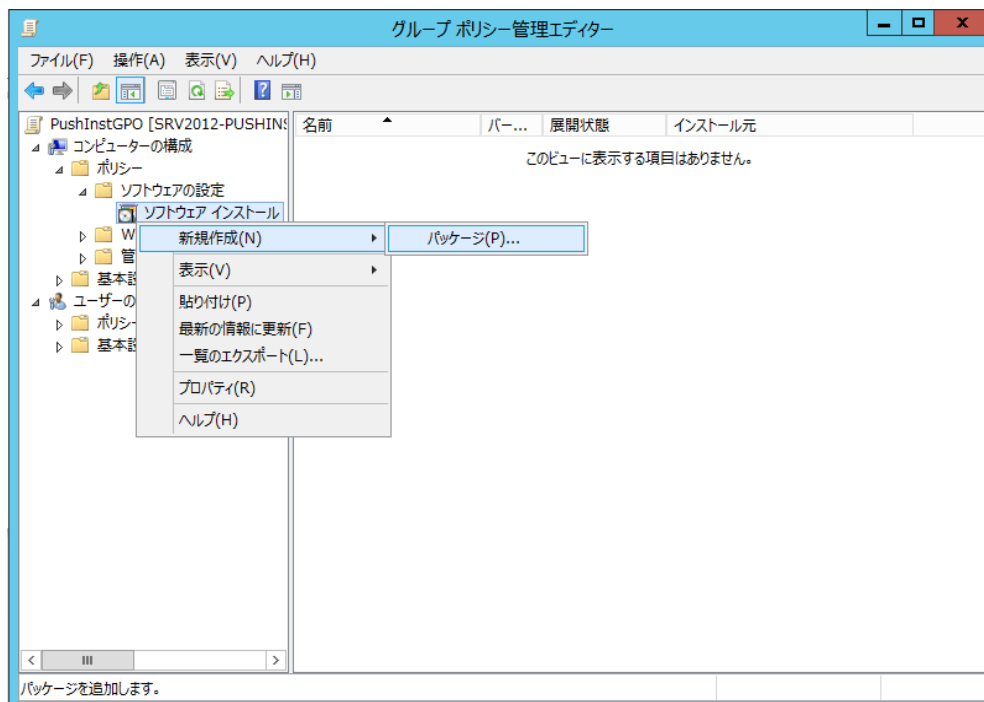 グループ ポリシー管理エディター
ファイル(F) 操作(A) 表示(V) ヘルプ(H)
PushInstGPO [SRV2012-PUSHINS
コンピューターの構成
ポリシー
ソフトウェアの設定
ソフトウェア インストール
W
管
基本設
ユーザーの
ポリシー
基本設
名前 バー... 展開状態 インストール元
このビューに表示する項目はありません。
新規作成(N)
表示(V)
貼り付け(P)
最新の情報に更新(F)
一覧のエクスポート(L)...
プロパティ(R)
ヘルプ(H)
パッケージ(P)...
パッケージを追加します。